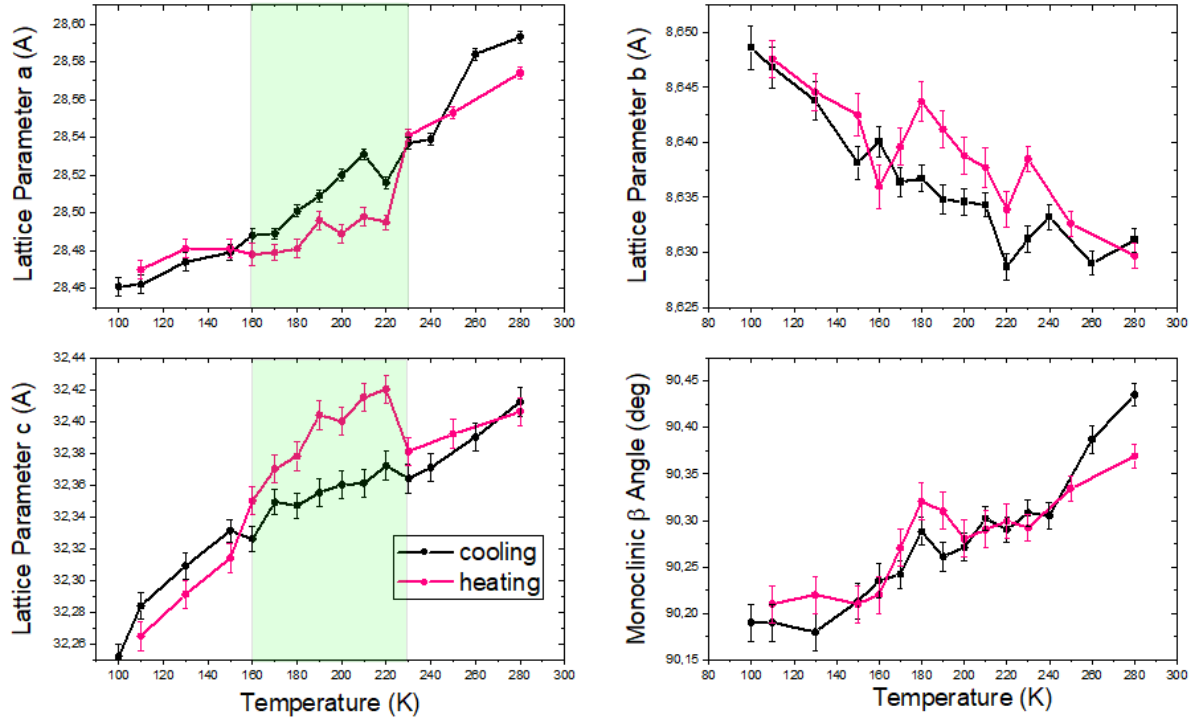 Lattice Parameter a (A)
28,60
28,58
28,56
28,54
28,52
28,50
28,48
28,46
100 120 140 160 180 200 220 240 260 280 300
Lattice Parameter b (A)
8,650
8,645
8,640
8,635
8,630
8,625
80 100 120 140 160 180 200 220 240 260 280 300
Lattice Parameter c (A)
32,44
32,42
32,40
32,38
32,36
32,34
32,32
32,30
32,28
32,26
cooling
heating
100 120 140 160 180 200 220 240 260 280 300
Temperature (K)
Monoclinic β Angle (deg)
90,45
90,40
90,35
90,30
90,25
90,20
90,15
80 100 120 140 160 180 200 220 240 260 280 300
Temperature (K)